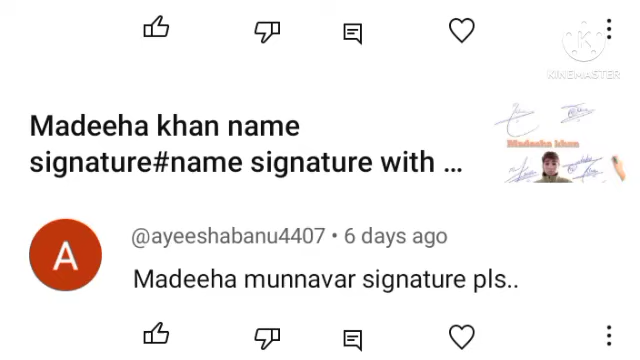 K
KINEMASTER
Madeeha khan name
signature#name signature with ...
Madeeha khan
A
@ayeeshabanu4407 • 6 days ago
Madeeha munnavar signature pls..